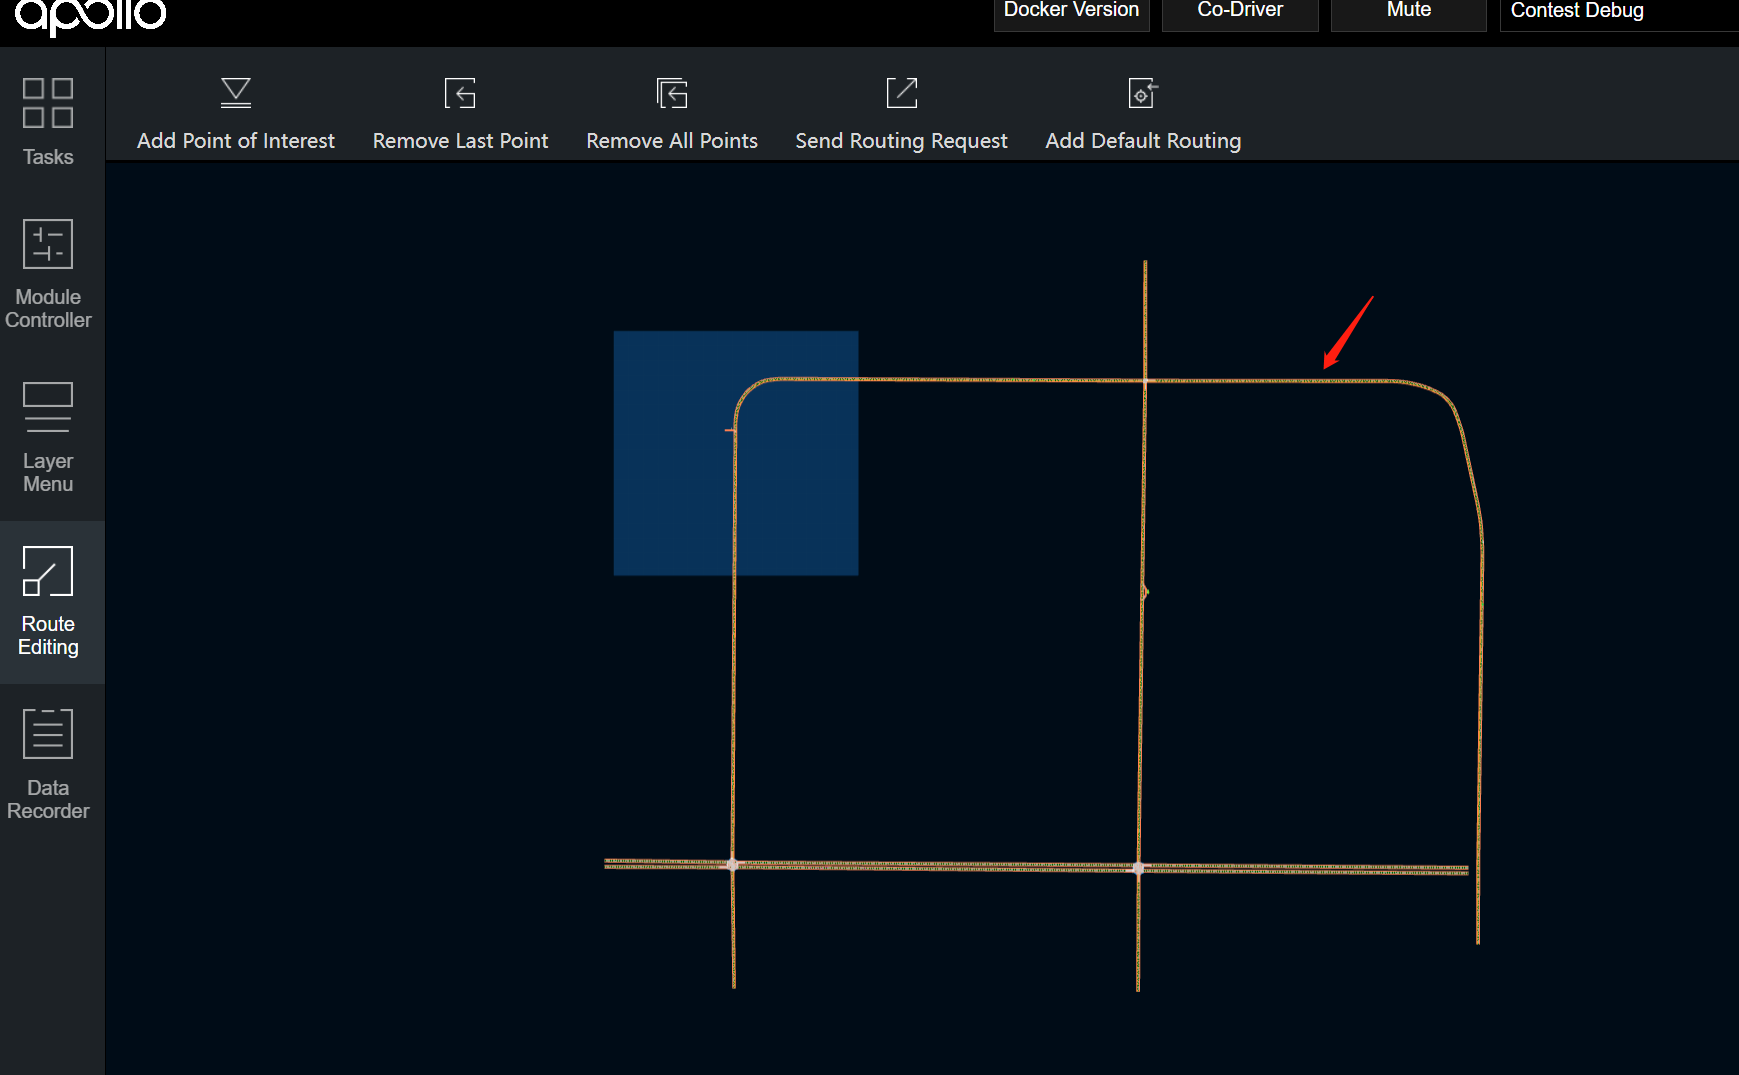 apollo
Docker Version
Co-Driver
Mute
Contest Debug
Add Point of Interest
Remove Last Point
Remove All Points
Send Routing Request
Add Default Routing
Tasks
Module
Controller
Layer
Menu
Route
Editing
Data
Recorder